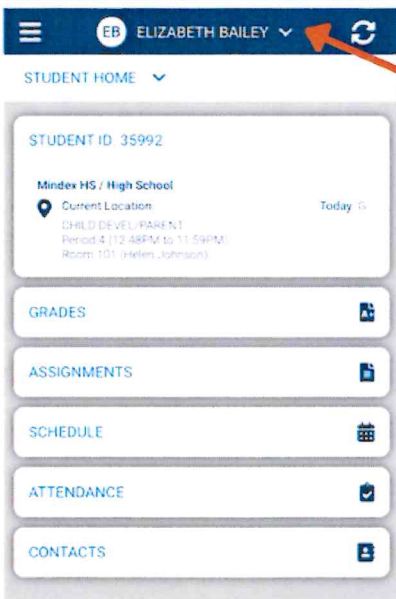 EB ELIZABETH BAILEY
STUDENT HOME
STUDENT ID 35992
Mindex HS / High School
Current Location Today G
CHILD DEVEL/PARENT
Period 4 (12:48PM to 11:59PM)
Room 101 (Helen Johnson)
GRADES
A+
ASSIGNMENTS
SCHEDULE
ATTENDANCE
CONTACTS